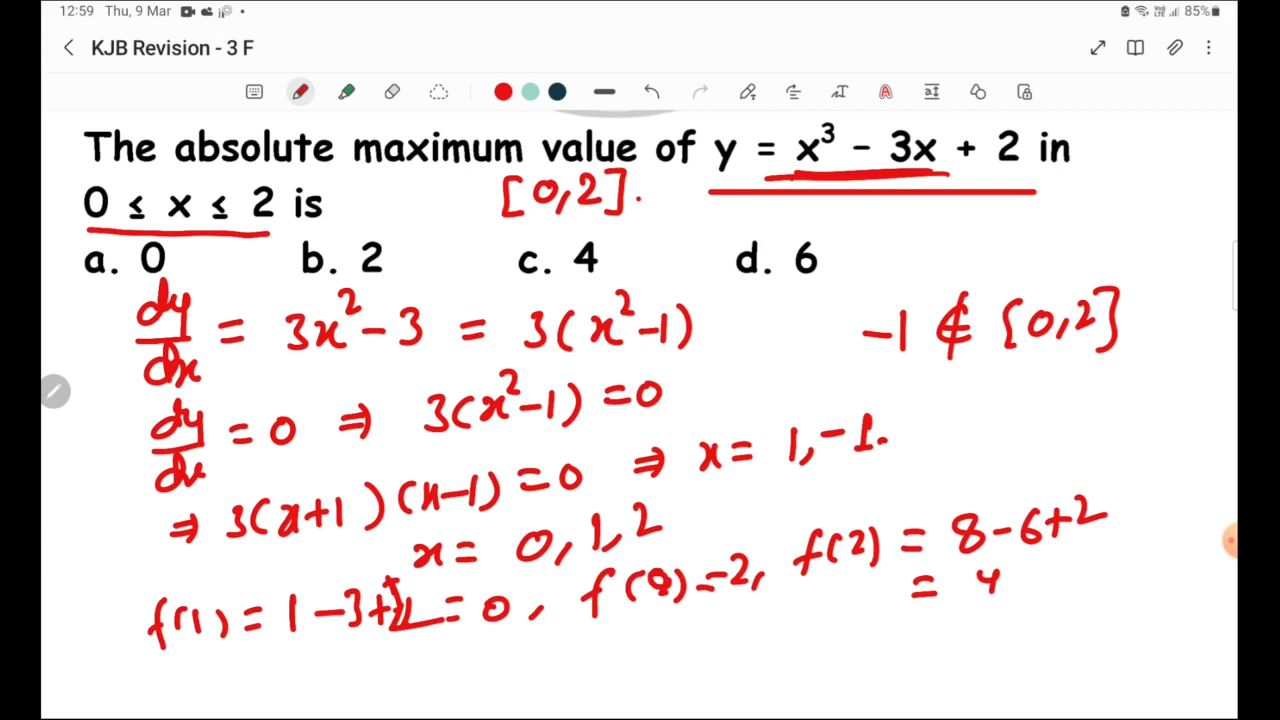 12:59 Thu, 9 Mar
85%
KJB Revision - 3 F
The absolute maximum value of y = x³ - 3x + 2 in
0 ≤ x ≤ 2 is
[0,2].
a. 0 b. 2 c. 4 d. 6
dy/dx = 3x² - 3 = 3(x² - 1)
-1 ∉ [0,2]
dy/dx = 0 ⇒ 3(x² - 1) = 0
⇒ 3(x+1)(x-1) = 0 ⇒ x = 1, -1.
x = 0, 1, 2
f(1) = 1 - 3 + 2 = 0, f(0) = 2, f(2) = 8 - 6 + 2
= 4